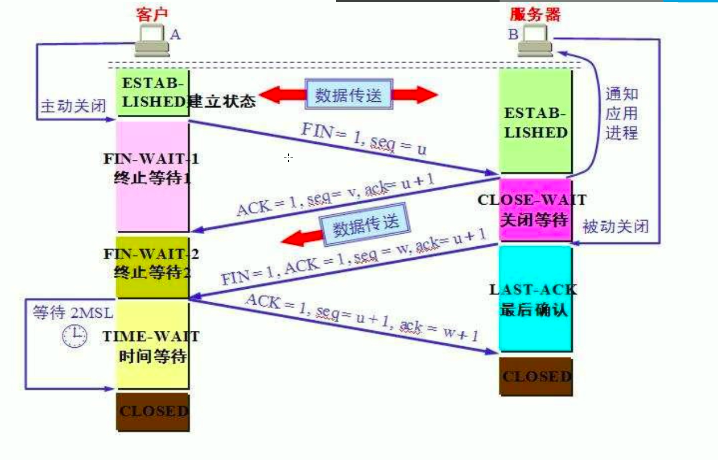 客户
服务器
A
B
ESTAB-
LISHED建立状态
数据传送
主动关闭
ESTAB-
LISHED
通知
应用
进程
FIN= 1, seq = u
FIN-WAIT-1
终止等待1
ACK = 1, seq= v, ack= u+1
CLOSE-WAIT
关闭等待
数据传送
被动关闭
FIN-WAIT-2
终止等待2
FIN=1, ACK = 1, seq = w, ack= u+1
LAST-ACK
最后确认
等待 2MSL
ACK = 1, seq= u+1, ack = w+1
TIME-WAIT
时间等待
CLOSED
CLOSED